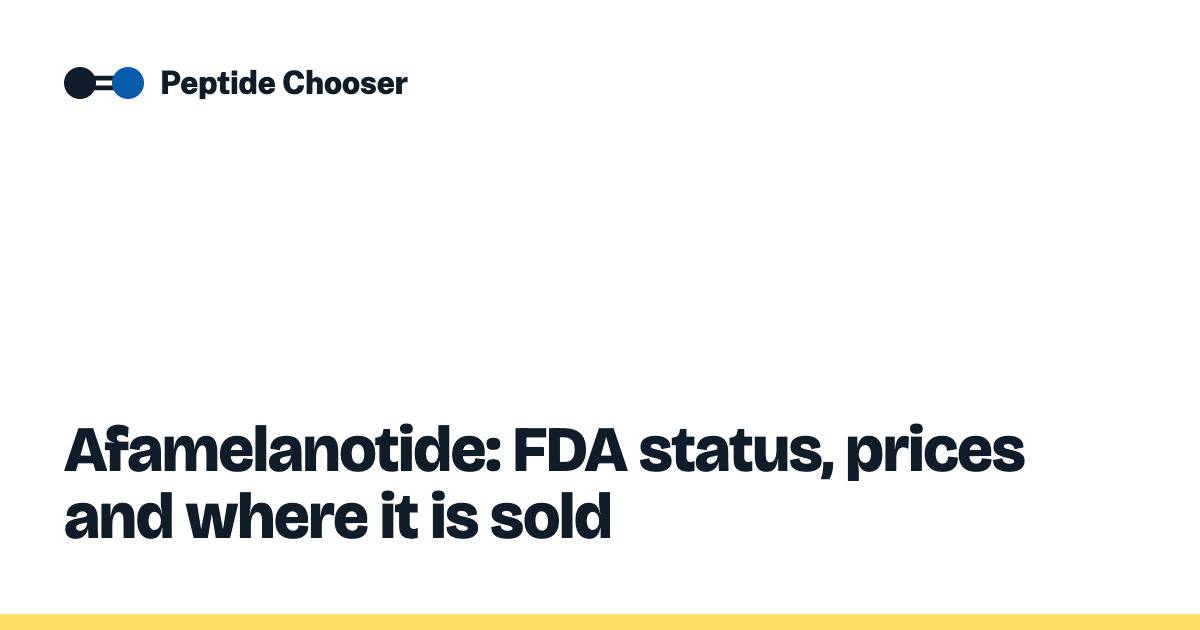 Peptide Chooser
Afamelanotide: FDA status, prices
and where it is sold